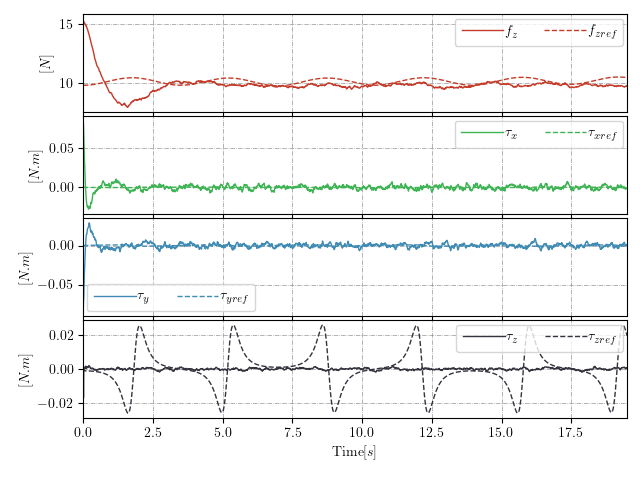 15
10
[N]
f_z
f_zref
0.05
0.00
[N.m]
τ_x
τ_xref
0.00
−0.05
[N.m]
τ_y
τ_yref
0.02
0.00
−0.02
[N.m]
τ_z
τ_zref
0.0 2.5 5.0 7.5 10.0 12.5 15.0 17.5
Time[s]